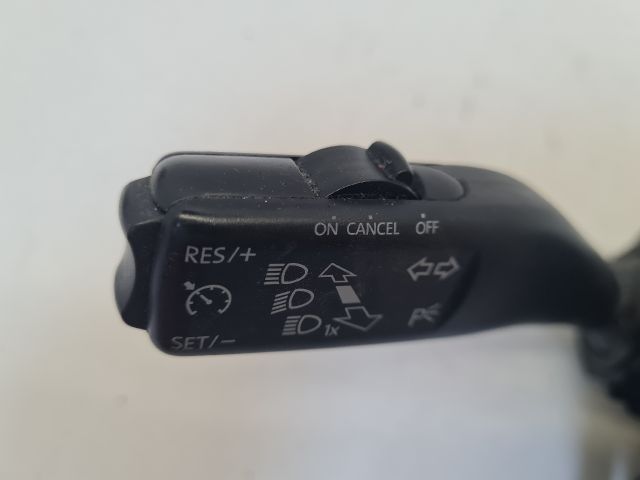 ON CANCEL OFF
RES/+
1x
P
SET/-